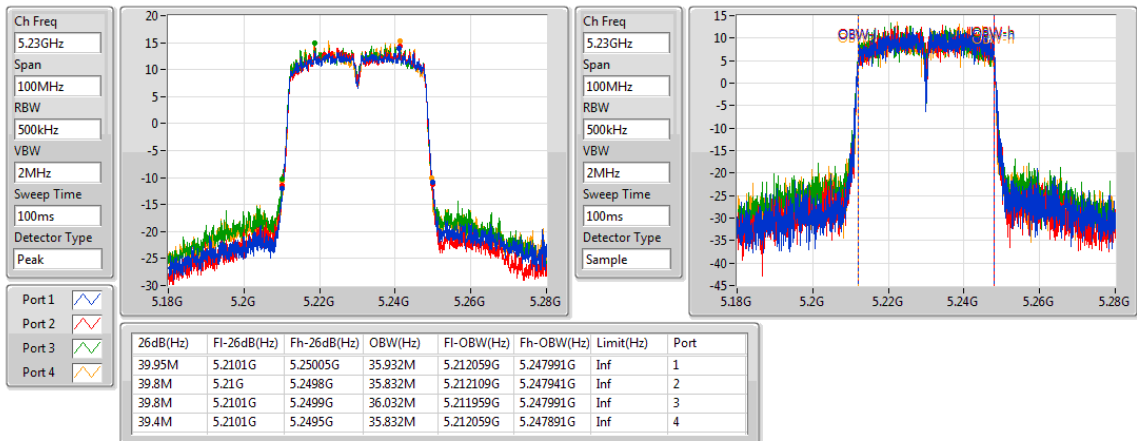 Ch Freq
5.23GHz
Span
100MHz
RBW
500kHz
VBW
2MHz
Sweep Time
100ms
Detector Type
Peak
20
15
10
5
0
-5
-10
-15
-20
-25
-30
5.18G 5.2G 5.22G 5.24G 5.26G 5.28G
Ch Freq
5.23GHz
Span
100MHz
RBW
500kHz
VBW
2MHz
Sweep Time
100ms
Detector Type
Sample
15
10
5
0
-5
-10
-15
-20
-25
-30
-35
-40
-45
OBW-h
5.18G 5.2G 5.22G 5.24G 5.26G 5.28G
Port 1
Port 2
Port 3
Port 4
26dB(Hz) Fl-26dB(Hz) Fh-26dB(Hz) OBW(Hz) Fl-OBW(Hz) Fh-OBW(Hz) Limit(Hz) Port
39.95M 5.2101G 5.25005G 35.932M 5.212059G 5.247991G Inf 1
39.8M 5.21G 5.2498G 35.832M 5.212109G 5.247941G Inf 2
39.8M 5.2101G 5.2499G 36.032M 5.211959G 5.247991G Inf 3
39.4M 5.2101G 5.2495G 35.832M 5.212059G 5.247891G Inf 4